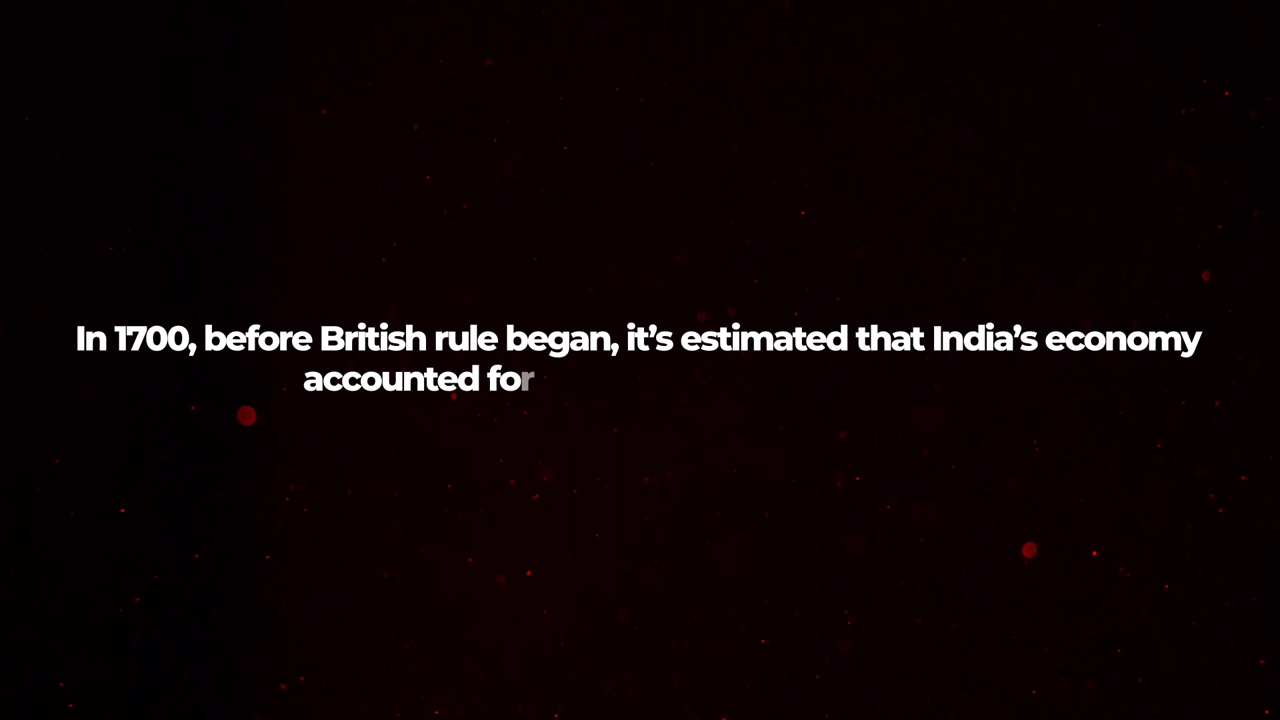 In 1700, before British rule began, it’s estimated that India’s economy
accounted for